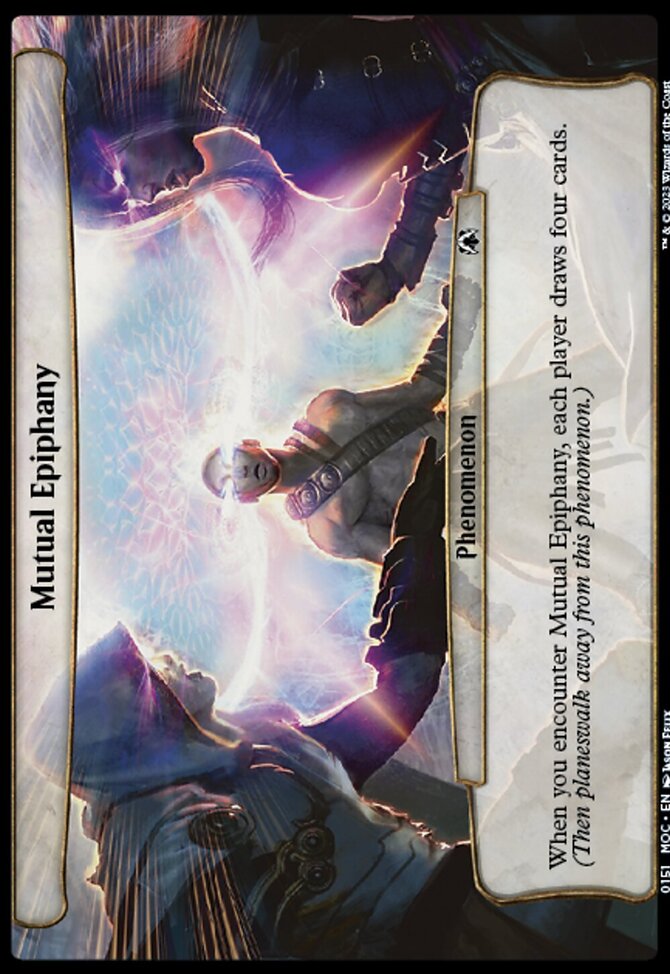 Mutual Epiphany
Phenomenon
When you encounter Mutual Epiphany, each player draws four cards.
(Then planeswalk away from this phenomenon.)
0151 MOC • EN Jason Felix
™ & © 2023 Wizards of the Coast